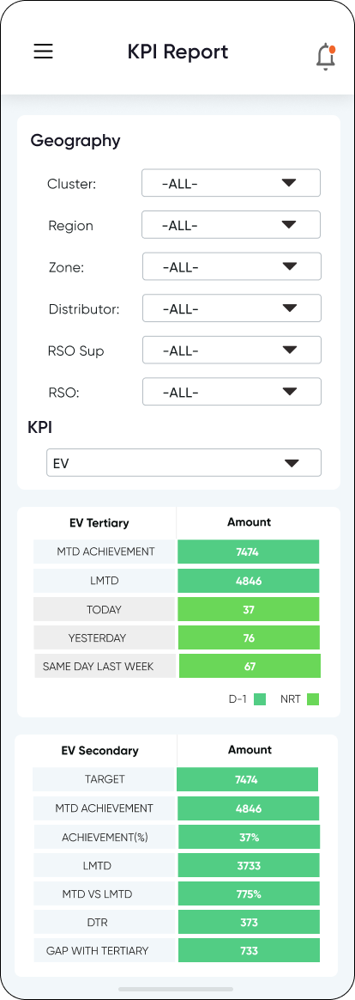 KPI Report
Geography
Cluster: -ALL-
Region -ALL-
Zone: -ALL-
Distributor: -ALL-
RSO Sup -ALL-
RSO: -ALL-
KPI
EV
EV Tertiary Amount
MTD ACHIEVEMENT 7474
LMTD 4846
TODAY 37
YESTERDAY 76
SAME DAY LAST WEEK 67
D-1 NRT
EV Secondary Amount
TARGET 7474
MTD ACHIEVEMENT 4846
ACHIEVEMENT(%) 37%
LMTD 3733
MTD VS LMTD 775%
DTR 373
GAP WITH TERTIARY 733